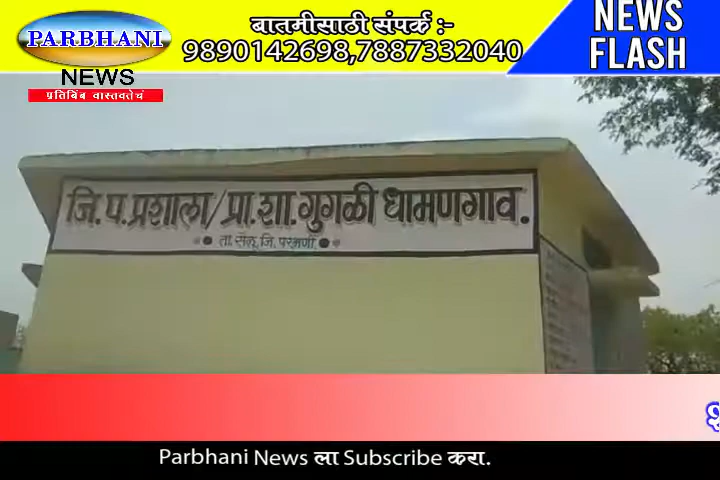 बातमीसाठी संपर्क :-
9890142698,7887332040
NEWS
FLASH
PARBHANI
NEWS
प्रतिबिंब वास्तवतेचं
जि.प.प्रशाला/प्रा.शा.गुगळी धामणगाव.
ता.सेलू.जि.परभणी.
Parbhani News ला Subscribe करा.